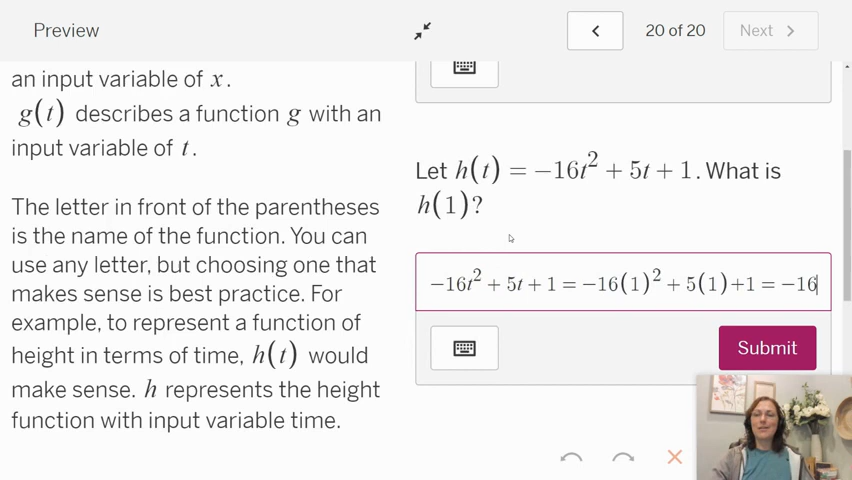 Preview
20 of 20
Next
an input variable of x.
g(t) describes a function g with an
input variable of t.
The letter in front of the parentheses
is the name of the function. You can
use any letter, but choosing one that
makes sense is best practice. For
example, to represent a function of
height in terms of time, h(t) would
make sense. h represents the height
function with input variable time.
Let h(t) = −16t² + 5t + 1. What is
h(1)?
−16t² + 5t + 1 = −16(1)² + 5(1)+1 = −16
Submit